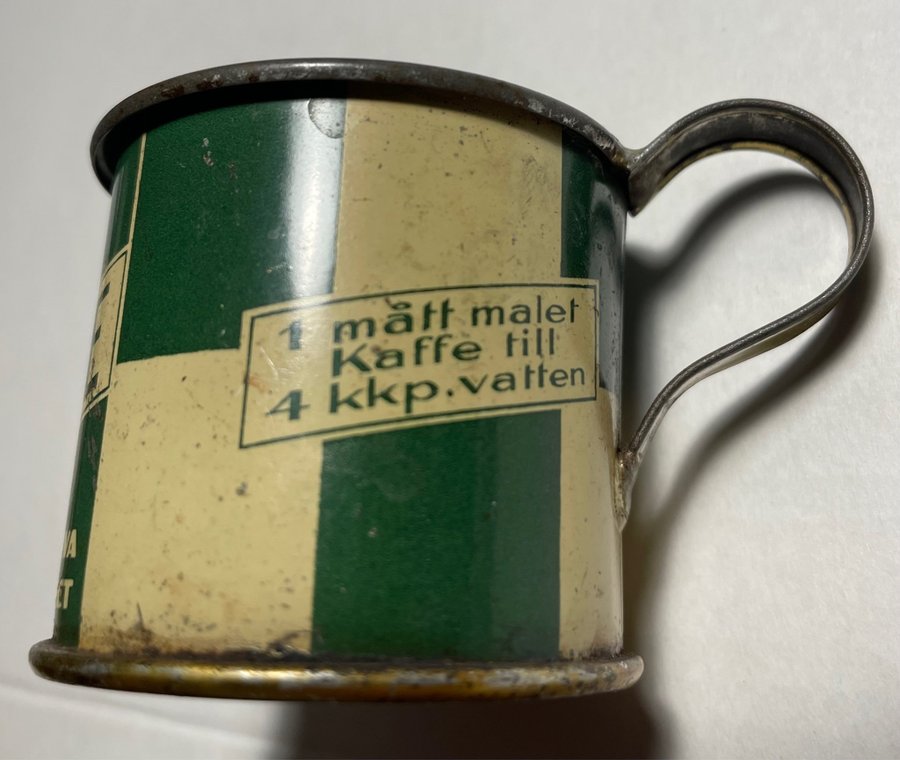 1 mått malet
Kaffe till
4 kkp. vatten